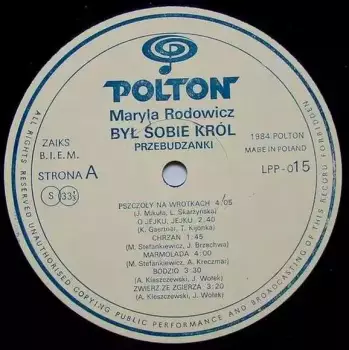 POLTON
Maryla Rodowicz
BYŁ SOBIE KRÓL
PRZEBUDZANKI
ZAIKS
B.I.E.M.
1984 POLTON
MADE IN POLAND
STRONA A
LPP-015
S 33⅓
PSZCZOŁY NA WROTKACH 4:05
(J. Mikuła, L. Skarżyńska)
O JEJKU, JEJKU 2:40
(K. Gaertner, T. Kijonka)
CHRZAN 1:45
(M. Stefankiewicz, J. Brzechwa)
MARMOLADA 4:00
(M. Stefankiewicz, A. Kreczmar)
BODZIO 3:30
(A. Kleszczewski, J. Wołek)
ZWIERZ ZE ZGIERZA 3:20
(A. Kleszczewski, J. Wołek)
ALL RIGHTS RESERVED UNAUTHORISED COPYING PUBLIC PERFORMANCE AND BROADCASTING OF THIS RECORD FORBIDDEN